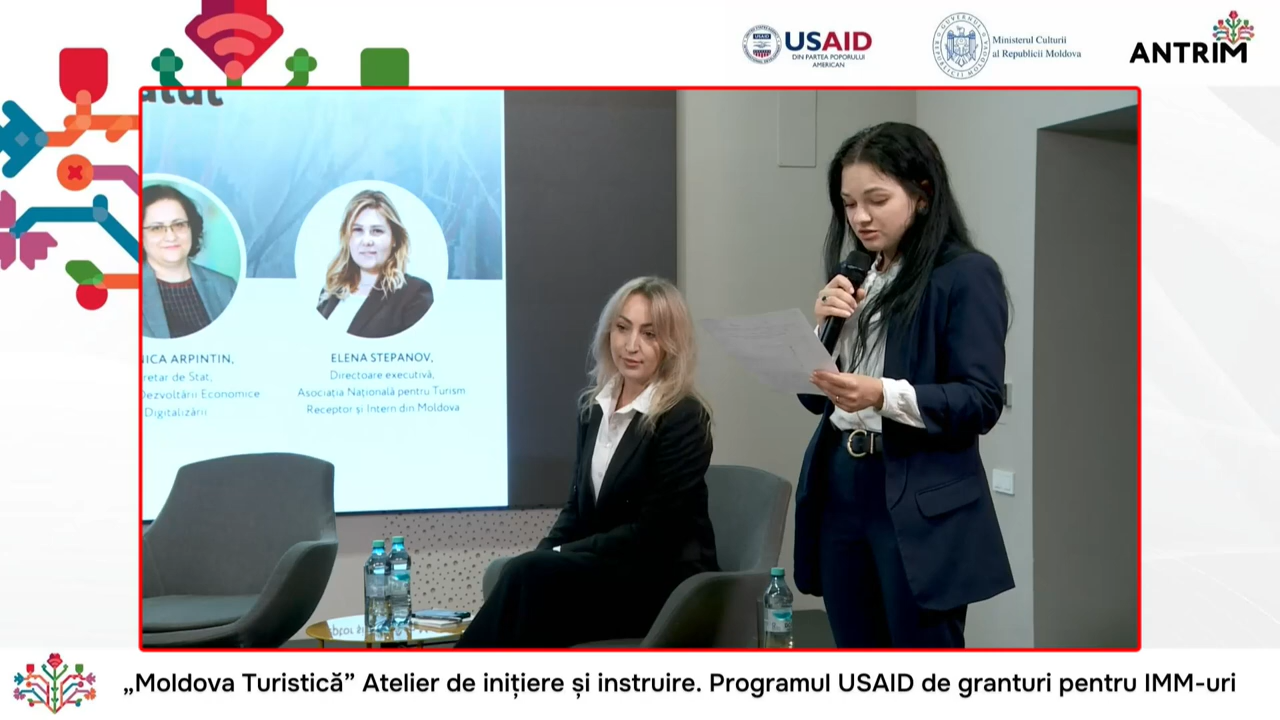 USAID
DIN PARTEA POPORULUI
AMERICAN
Ministerul Culturii
al Republicii Moldova
ANTRIM
NICA ARPINTIN,
retar de Stat,
Dezvoltării Economice
Digitalizării
ELENA STEPANOV,
Directoare executivă,
Asociația Națională pentru Turism
Receptor și Intern din Moldova
„Moldova Turistică” Atelier de inițiere și instruire. Programul USAID de granturi pentru IMM-uri